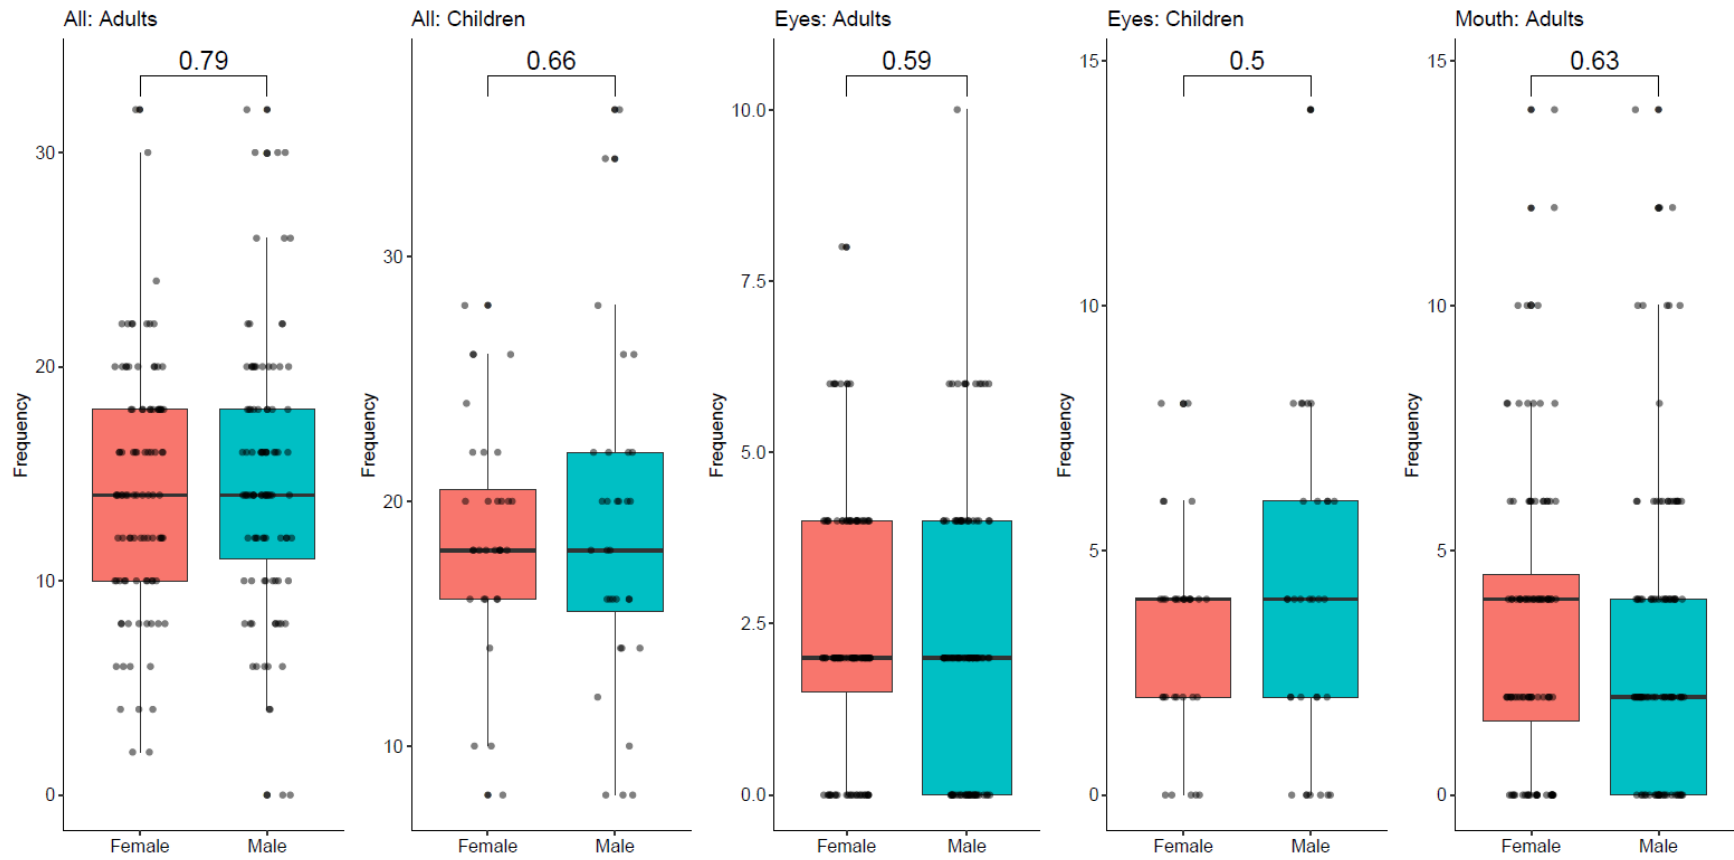 All: Adults
0.79
Frequency
30
20
10
0
Female Male
All: Children
0.66
Frequency
30
20
10
Female Male
Eyes: Adults
0.59
Frequency
10.0
7.5
5.0
2.5
0.0
Female Male
Eyes: Children
0.5
Frequency
15
10
5
0
Female Male
Mouth: Adults
0.63
Frequency
15
10
5
0
Female Male